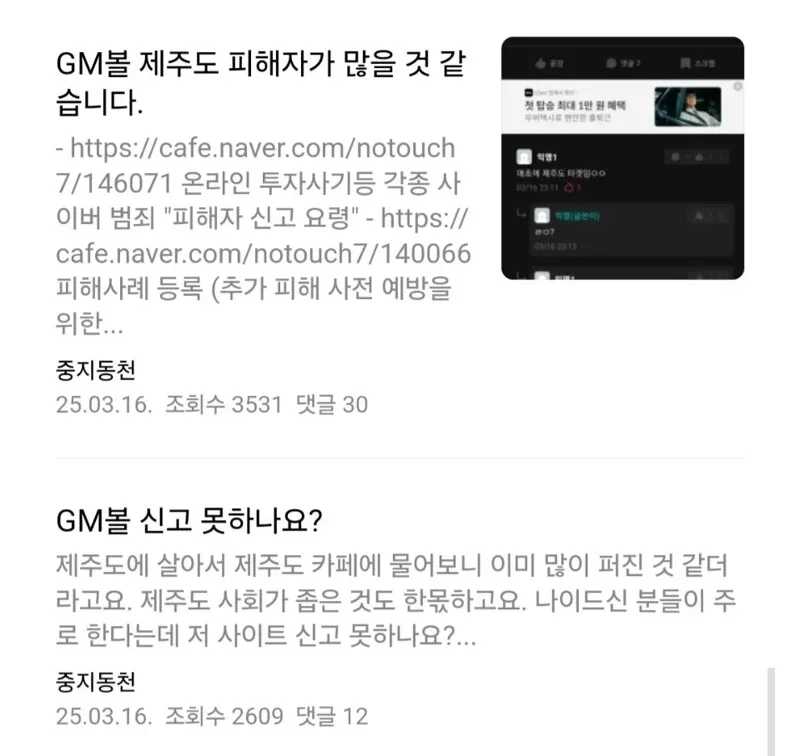 GM볼 제주도 피해자가 많을 것 같
습니다.
- https://cafe.naver.com/notouch
7/146071 온라인 투자사기등 각종 사
이버 범죄 "피해자 신고 요령" - https://
cafe.naver.com/notouch7/140066
피해사례 등록 (추가 피해 사전 예방을
위한...
중지동천
25.03.16. 조회수 3531 댓글 30
공감 댓글 7 스크랩
첫 탑승 최대 1만 원 혜택
우버택시로 편안한 출퇴근
익명1
애초에 제주도 타겟임ㅇㅇ
03/16 23:11 1
익명(글쓴이)
ㄹㅇ?
03/16 23:13
익명1
GM볼 신고 못하나요?
제주도에 살아서 제주도 카페에 물어보니 이미 많이 퍼진 것 같더
라고요. 제주도 사회가 좁은 것도 한몫하고요. 나이드신 분들이 주
로 한다는데 저 사이트 신고 못하나요?...
중지동천
25.03.16. 조회수 2609 댓글 12